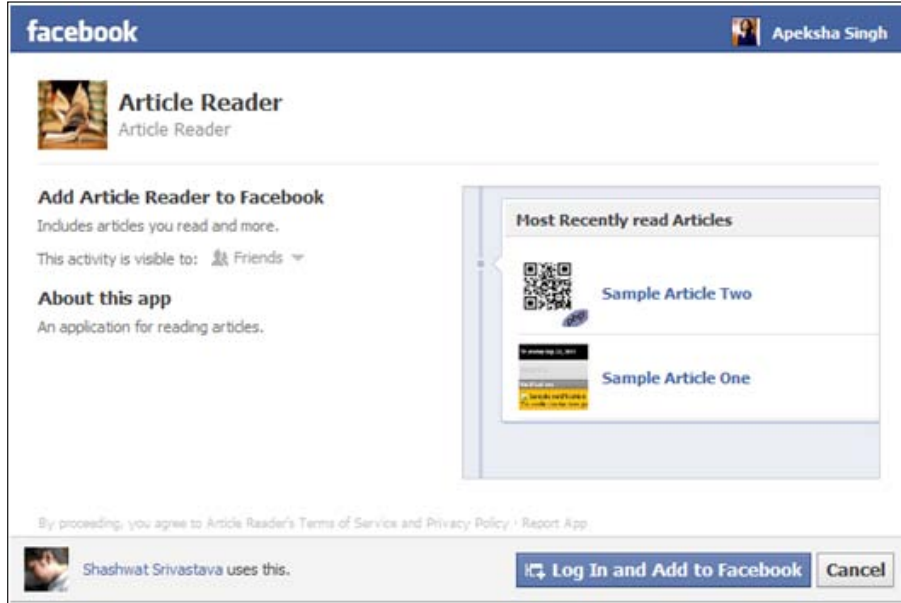 facebook
Apeksha Singh
Article Reader
Article Reader
Add Article Reader to Facebook
Includes articles you read and more.
This activity is visible to: Friends
About this app
An application for reading articles.
Most Recently read Articles
php
Sample Article Two
Sample Article One
By proceeding, you agree to Article Reader's Terms of Service and Privacy Policy · Report App
Shashwat Srivastava uses this.
Log In and Add to Facebook
Cancel